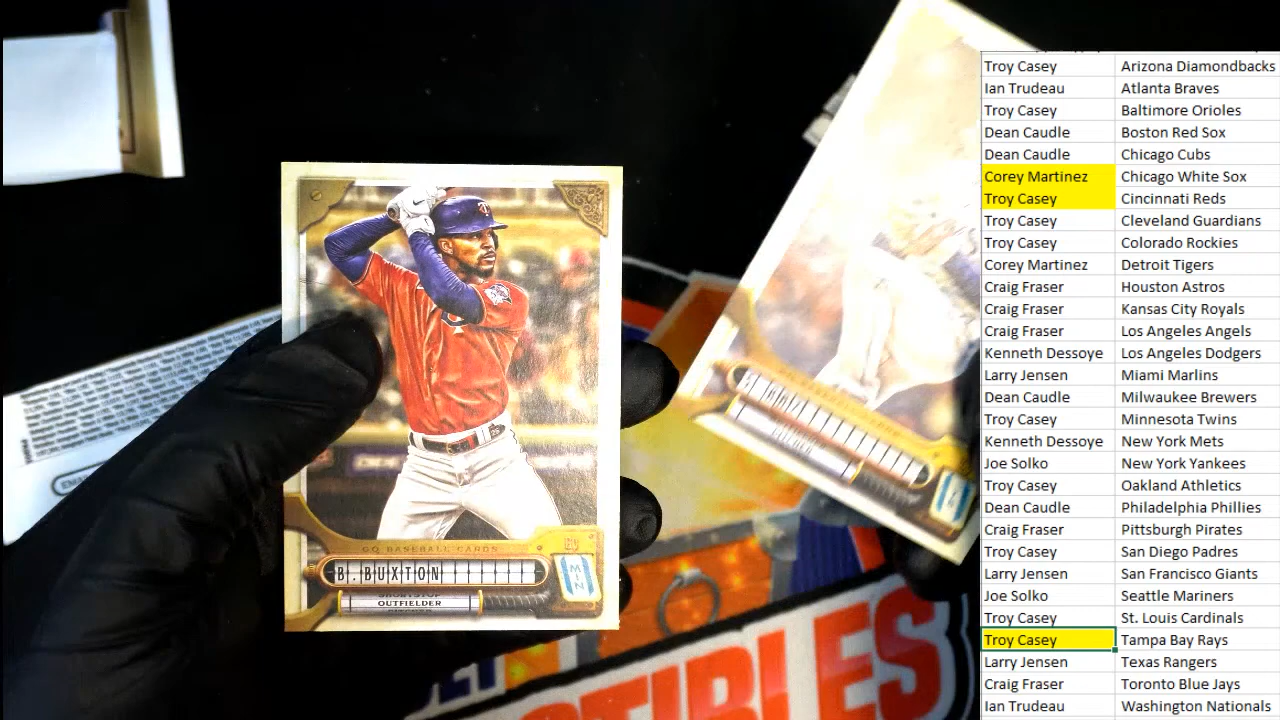 GQ BASEBALL CARDS
B. BUXTON
SHORTSTOP
OUTFIELDER
MIN
Troy Casey Arizona Diamondbacks
Ian Trudeau Atlanta Braves
Troy Casey Baltimore Orioles
Dean Caudle Boston Red Sox
Dean Caudle Chicago Cubs
Corey Martinez Chicago White Sox
Troy Casey Cincinnati Reds
Troy Casey Cleveland Guardians
Troy Casey Colorado Rockies
Corey Martinez Detroit Tigers
Craig Fraser Houston Astros
Craig Fraser Kansas City Royals
Craig Fraser Los Angeles Angels
Kenneth Dessoye Los Angeles Dodgers
Larry Jensen Miami Marlins
Dean Caudle Milwaukee Brewers
Troy Casey Minnesota Twins
Kenneth Dessoye New York Mets
Joe Solko New York Yankees
Troy Casey Oakland Athletics
Dean Caudle Philadelphia Phillies
Craig Fraser Pittsburgh Pirates
Troy Casey San Diego Padres
Larry Jensen San Francisco Giants
Joe Solko Seattle Mariners
Troy Casey St. Louis Cardinals
Troy Casey Tampa Bay Rays
Larry Jensen Texas Rangers
Craig Fraser Toronto Blue Jays
Ian Trudeau Washington Nationals